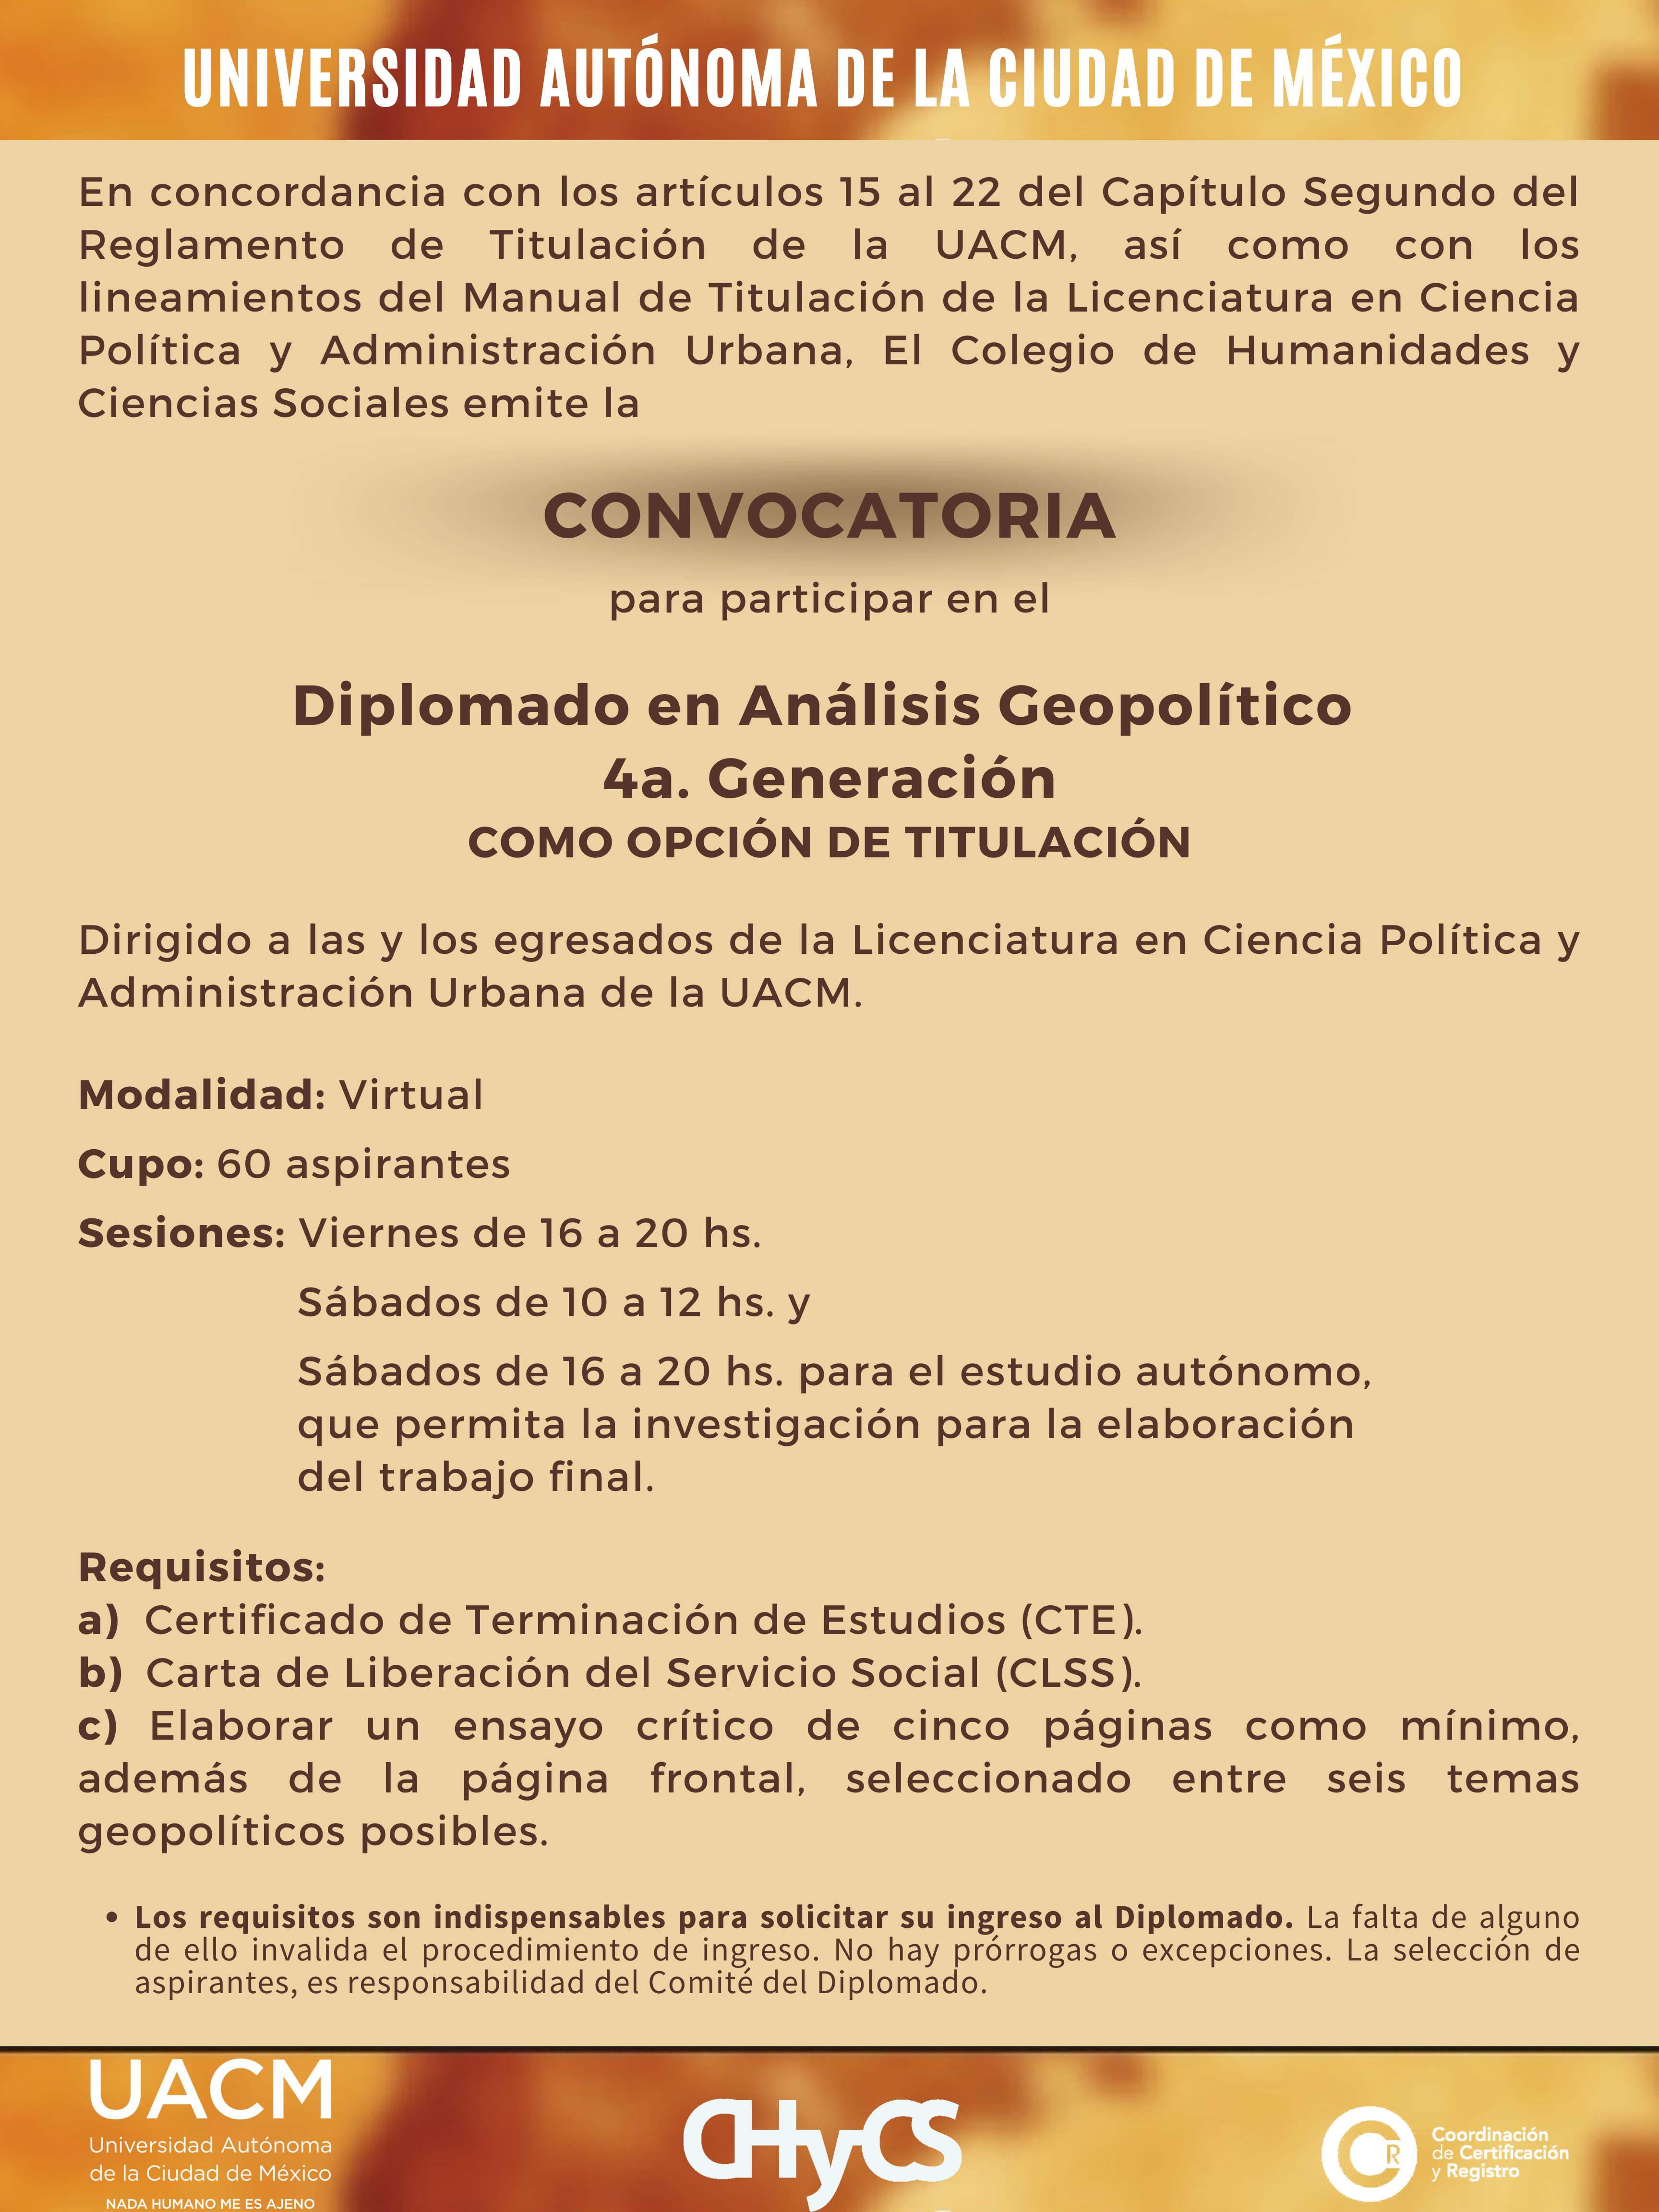 UNIVERSIDAD AUTÓNOMA DE LA CIUDAD DE MÉXICO
En concordancia con los artículos 15 al 22 del Capítulo Segundo del
Reglamento de Titulación de la UACM, así como con los
lineamientos del Manual de Titulación de la Licenciatura en Ciencia
Política y Administración Urbana, El Colegio de Humanidades y
Ciencias Sociales emite la
CONVOCATORIA
para participar en el
Diplomado en Análisis Geopolítico
4a. Generación
COMO OPCIÓN DE TITULACIÓN
Dirigido a las y los egresados de la Licenciatura en Ciencia Política y
Administración Urbana de la UACM.
Modalidad: Virtual
Cupo: 60 aspirantes
Sesiones: Viernes de 16 a 20 hs.
Sábados de 10 a 12 hs. y
Sábados de 16 a 20 hs. para el estudio autónomo,
que permita la investigación para la elaboración
del trabajo final.
Requisitos:
a) Certificado de Terminación de Estudios (CTE).
b) Carta de Liberación del Servicio Social (CLSS).
c) Elaborar un ensayo crítico de cinco páginas como mínimo,
además de la página frontal, seleccionado entre seis temas
geopolíticos posibles.
• Los requisitos son indispensables para solicitar su ingreso al Diplomado. La falta de alguno
de ello invalida el procedimiento de ingreso. No hay prórrogas o excepciones. La selección de
aspirantes, es responsabilidad del Comité del Diplomado.
UACM
Universidad Autónoma
de la Ciudad de México
NADA HUMANO ME ES AJENO
CHyCS
CR
Coordinación
de Certificación
y Registro